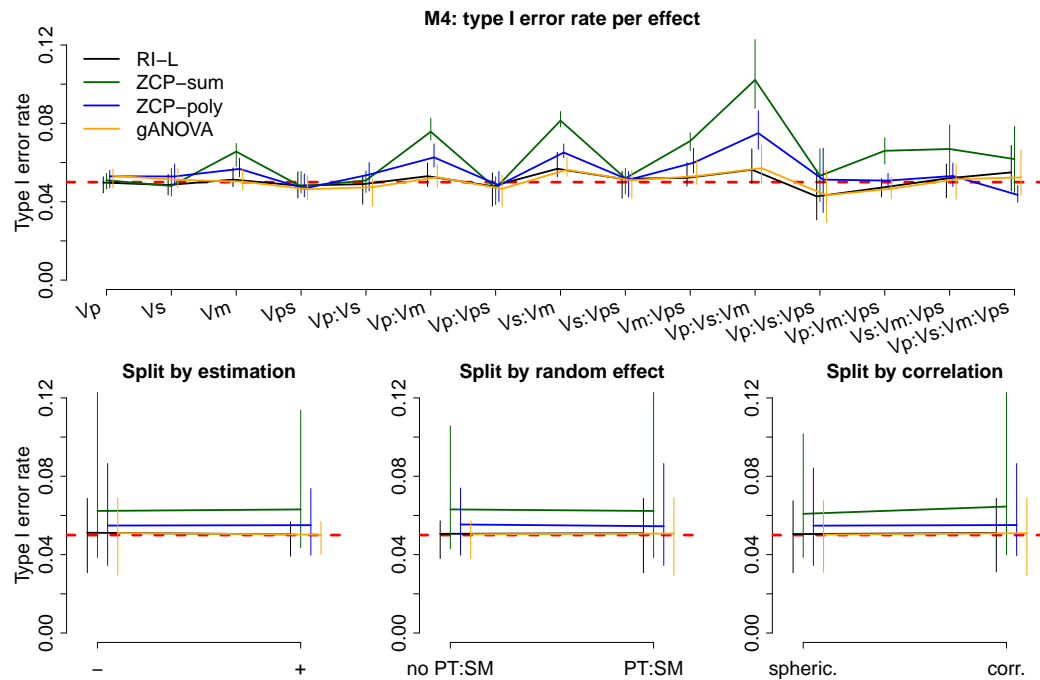 M4: type I error rate per effect
Type I error rate
0.00 0.04 0.08 0.12
RI−L
ZCP−sum
ZCP−poly
gANOVA
Vp Vs Vm Vps Vp:Vs Vp:Vm Vp:Vps Vs:Vm Vs:Vps Vm:Vps Vp:Vs:Vm Vp:Vs:Vps Vp:Vm:Vps Vs:Vm:Vps Vp:Vs:Vm:Vps
Split by estimation
Type I error rate
0.00 0.04 0.08 0.12
− +
Split by random effect
0.00 0.04 0.08 0.12
no PT:SM PT:SM
Split by correlation
0.00 0.04 0.08 0.12
spheric. corr.